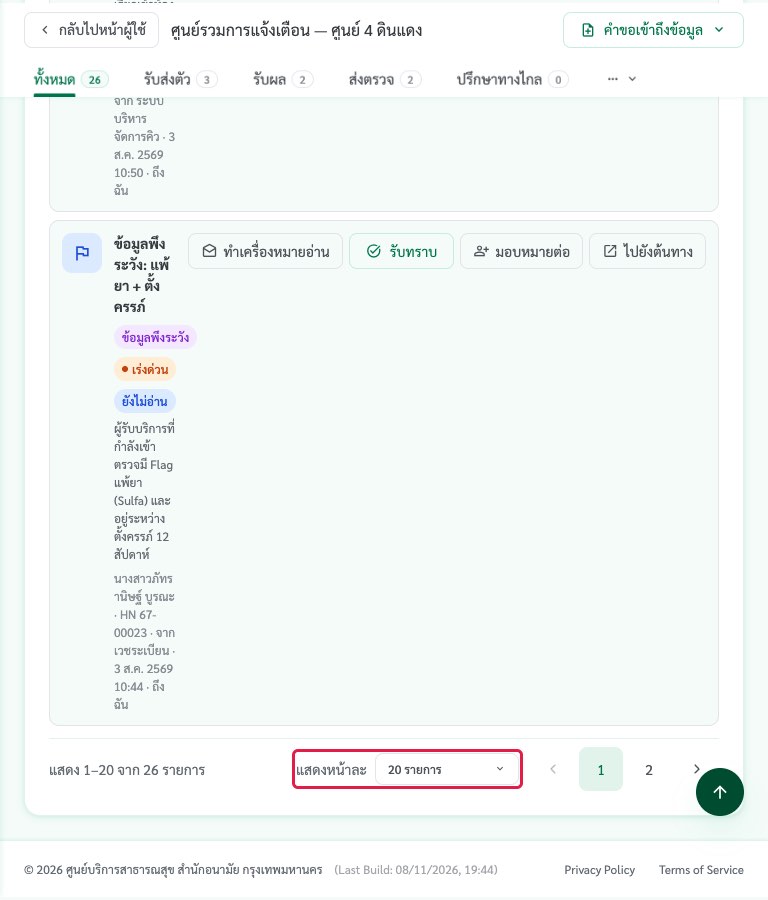 กลับไปหน้าผู้ใช้
ศูนย์รวมการแจ้งเตือน — ศูนย์ 4 ดินแดง
คำขอเข้าถึงข้อมูล
ทั้งหมด 26
รับส่งตัว 3
รับผล 2
ส่งตรวจ 2
ปรึกษาทางไกล 0
...
จาก ระบบ
บริหาร
จัดการคิว · 3
ส.ค. 2569
10:50 · ถึง
ฉัน
ข้อมูลพึง
ระวัง: แพ้
ยา + ตั้ง
ครรภ์
ทำเครื่องหมายอ่าน
รับทราบ
มอบหมายต่อ
ไปยังต้นทาง
ข้อมูลพึงระวัง
เร่งด่วน
ยังไม่อ่าน
ผู้รับบริการที่
กำลังเข้า
ตรวจมี Flag
แพ้ยา
(Sulfa) และ
อยู่ระหว่าง
ตั้งครรภ์ 12
สัปดาห์
นางสาวภัทร
านิษฐ์ บูรณะ
· HN 67-
00023 · จาก
เวชระเบียน ·
3 ส.ค. 2569
10:44 · ถึง
ฉัน
แสดง 1–20 จาก 26 รายการ
แสดงหน้าละ 20 รายการ
1 2
© 2026 ศูนย์บริการสาธารณสุข สำนักอนามัย กรุงเทพมหานคร (Last Build: 08/11/2026, 19:44)
Privacy Policy Terms of Service